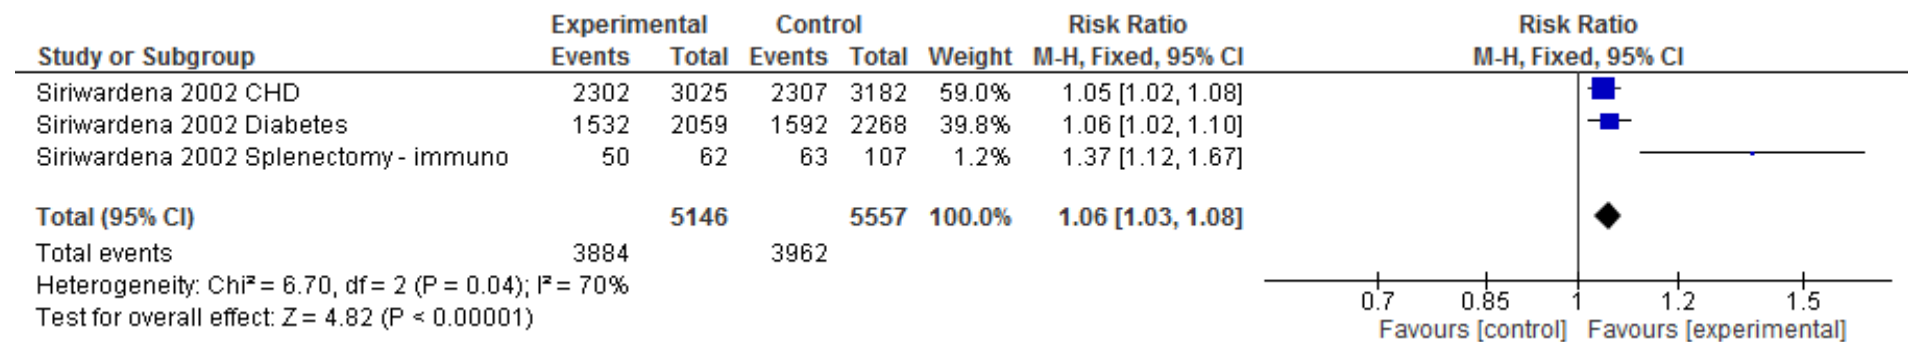 Experimental Control Risk Ratio Risk Ratio
Study or Subgroup Events Total Events Total Weight M-H, Fixed, 95% CI M-H, Fixed, 95% CI
Siriwardena 2002 CHD 2302 3025 2307 3182 59.0% 1.05 [1.02, 1.08]
Siriwardena 2002 Diabetes 1532 2059 1592 2268 39.8% 1.06 [1.02, 1.10]
Siriwardena 2002 Splenectomy - immuno 50 62 63 107 1.2% 1.37 [1.12, 1.67]
Total (95% CI) 5146 5557 100.0% 1.06 [1.03, 1.08]
Total events 3884 3962
Heterogeneity: Chi² = 6.70, df = 2 (P = 0.04); I² = 70%
Test for overall effect: Z = 4.82 (P < 0.00001)
0.7 0.85 1 1.2 1.5
Favours [control] Favours [experimental]